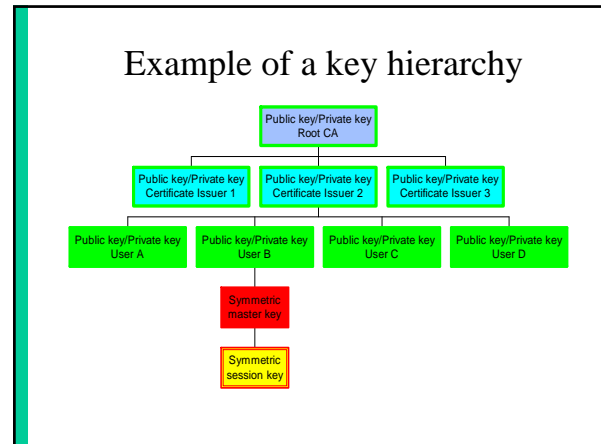 Example of a key hierarchy
Public key/Private key
Root CA
Public key/Private key
Certificate Issuer 1
Public key/Private key
Certificate Issuer 2
Public key/Private key
Certificate Issuer 3
Public key/Private key
User A
Public key/Private key
User B
Public key/Private key
User C
Public key/Private key
User D
Symmetric
master key
Symmetric
session key